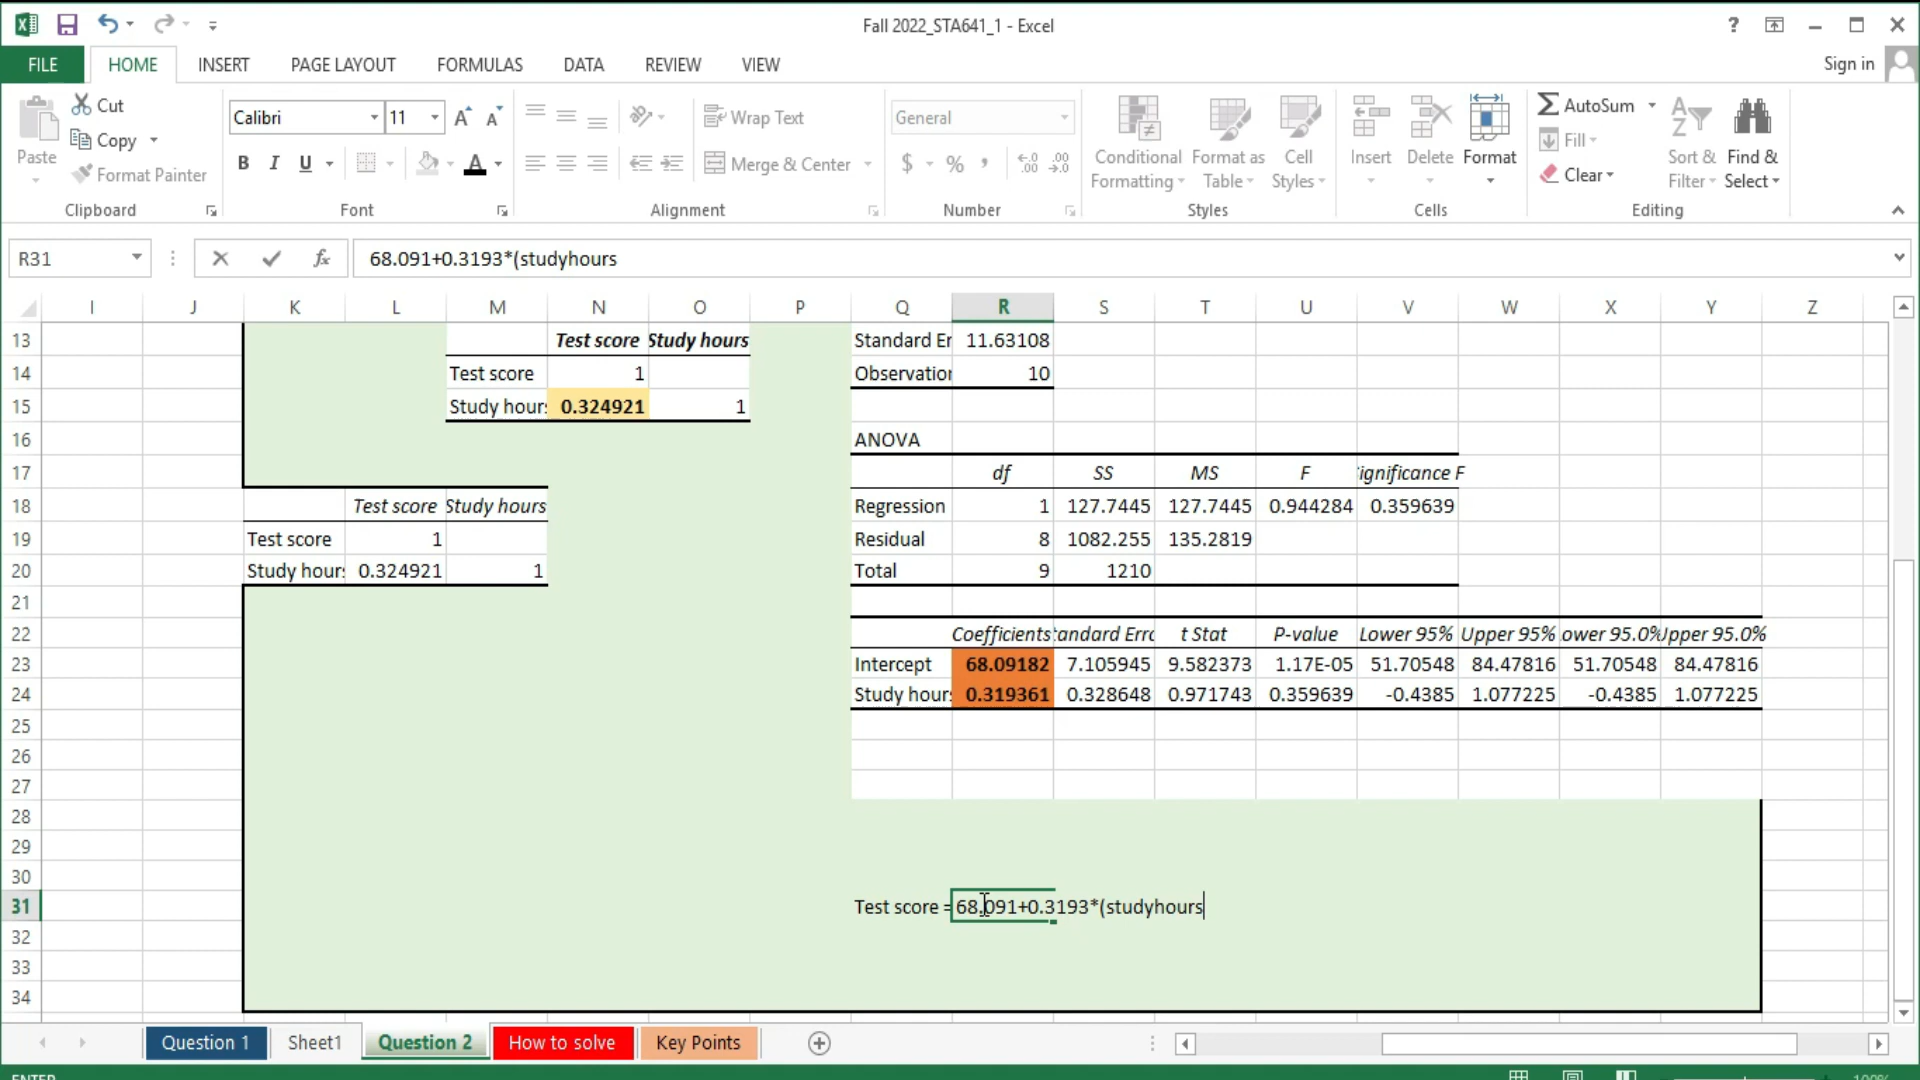 Fall 2022_STA641_1 - Excel
?
FILE HOME INSERT PAGE LAYOUT FORMULAS DATA REVIEW VIEW Sign in
Paste
Cut
Copy
Format Painter
Clipboard
Calibri 11
B I U
Font
Wrap Text
Merge & Center
Alignment
General
$ % ,
Number
Conditional Formatting
Format as Table
Cell Styles
Styles
Insert Delete Format
Cells
AutoSum
Fill
Clear
Sort & Filter
Find & Select
Editing
R31 fx 68.091+0.3193*(studyhours
I J K L M N O P Q R S T U V W X Y Z
13 Test score Study hours Standard Er 11.63108
14 Test score 1 Observation 10
15 Study hours 0.324921 1
16 ANOVA
17 df SS MS F ignificance F
18 Test score Study hours Regression 1 127.7445 127.7445 0.944284 0.359639
19 Test score 1 Residual 8 1082.255 135.2819
20 Study hours 0.324921 1 Total 9 1210
21
22 Coefficients tandard Erro t Stat P-value Lower 95% Upper 95% ower 95.0% Upper 95.0%
23 Intercept 68.09182 7.105945 9.582373 1.17E-05 51.70548 84.47816 51.70548 84.47816
24 Study hours 0.319361 0.328648 0.971743 0.359639 -0.4385 1.077225 -0.4385 1.077225
25
26
27
28
29
30
31 Test score = 68.091+0.3193*(studyhours
32
33
34
Question 1 Sheet1 Question 2 How to solve Key Points